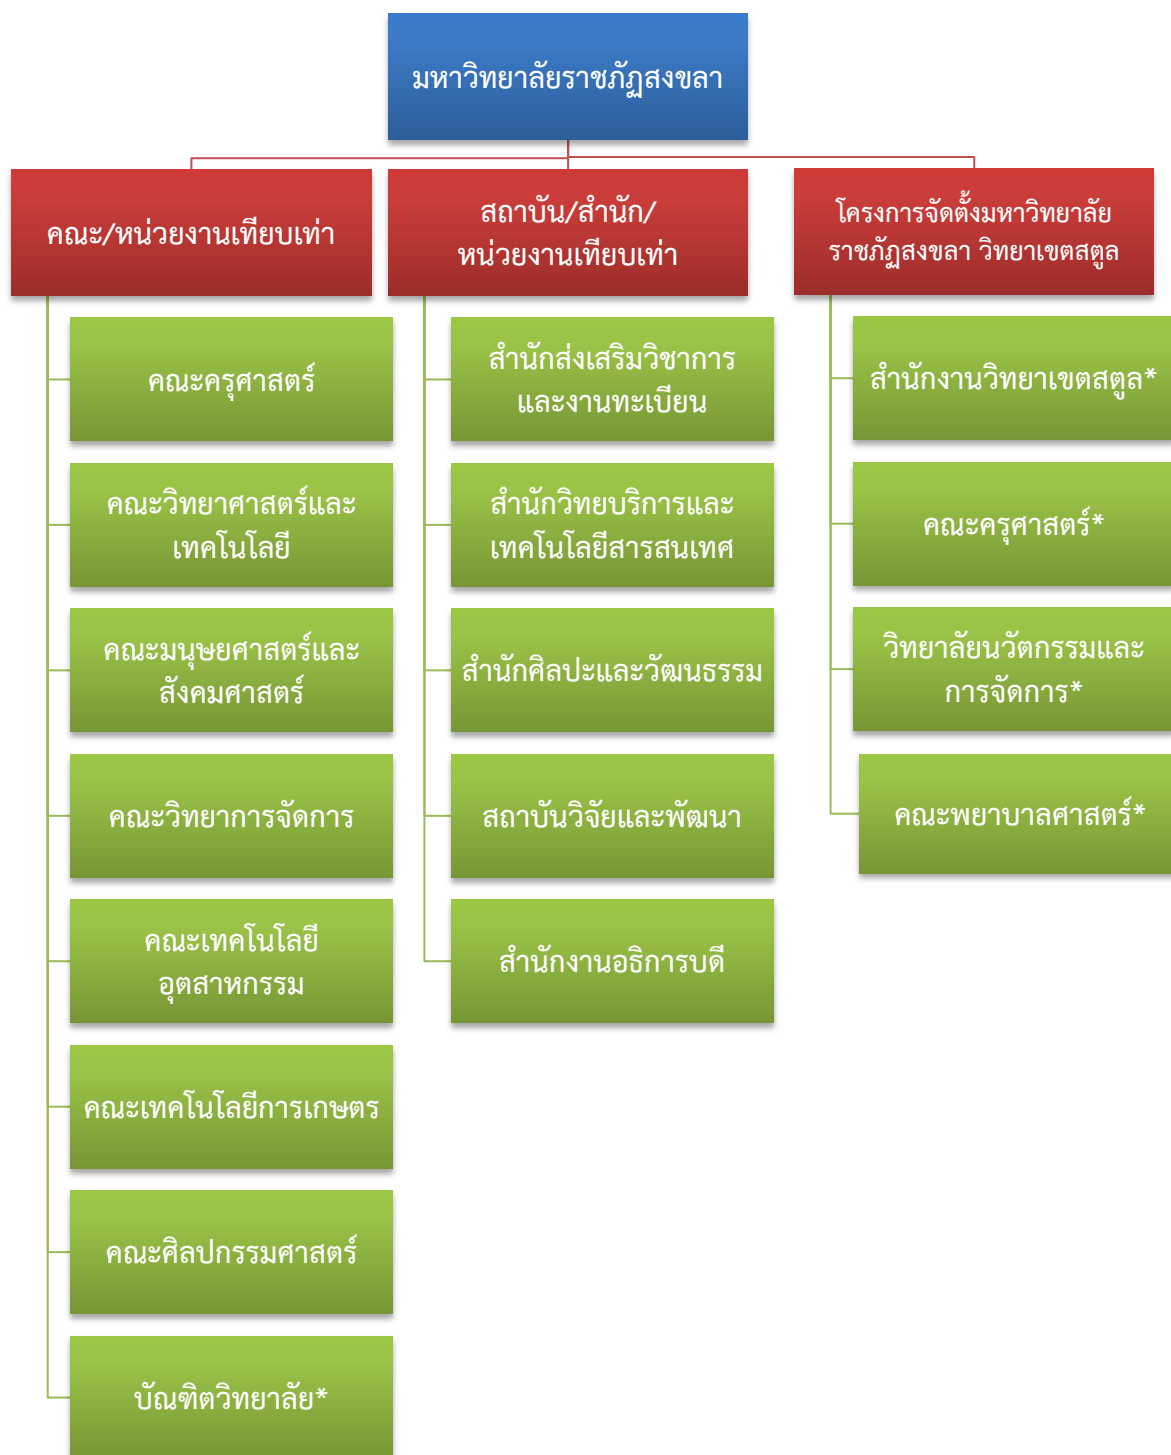 มหาวิทยาลัยราชภัฏสงขลา
คณะ/หน่วยงานเทียบเท่า
คณะครุศาสตร์
คณะวิทยาศาสตร์และ
เทคโนโลยี
คณะมนุษยศาสตร์และ
สังคมศาสตร์
คณะวิทยาการจัดการ
คณะเทคโนโลยี
อุตสาหกรรม
คณะเทคโนโลยีการเกษตร
คณะศิลปกรรมศาสตร์
บัณฑิตวิทยาลัย*
สถาบัน/สำนัก/
หน่วยงานเทียบเท่า
สำนักส่งเสริมวิชาการ
และงานทะเบียน
สำนักวิทยบริการและ
เทคโนโลยีสารสนเทศ
สำนักศิลปะและวัฒนธรรม
สถาบันวิจัยและพัฒนา
สำนักงานอธิการบดี
โครงการจัดตั้งมหาวิทยาลัย
ราชภัฏสงขลา วิทยาเขตสตูล
สำนักงานวิทยาเขตสตูล*
คณะครุศาสตร์*
วิทยาลัยนวัตกรรมและ
การจัดการ*
คณะพยาบาลศาสตร์*